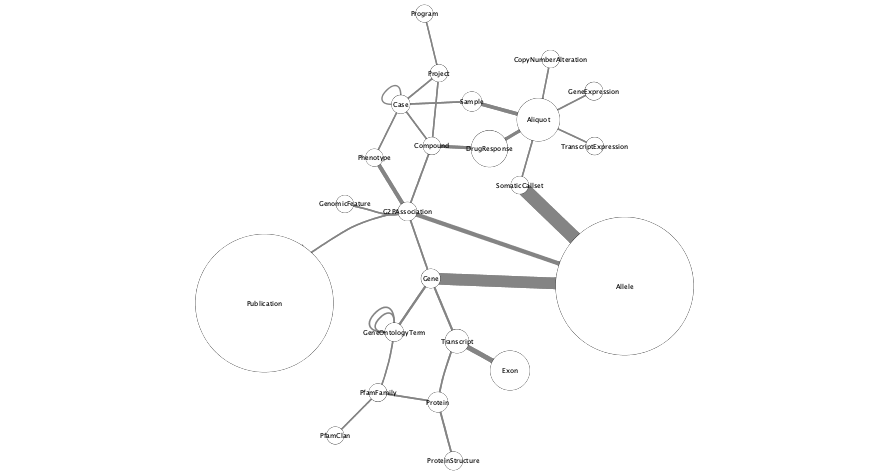 Program
CopyNumberAlteration
Project
GeneExpression
Case
Sample
Aliquot
Compound
DrugResponse
TranscriptExpression
Phenotype
SomaticCallset
GenomicFeature
G2PAssociation
Gene
Allele
Publication
GeneOntologyTerm
Transcript
Exon
PfamFamily
Protein
PfamClan
ProteinStructure